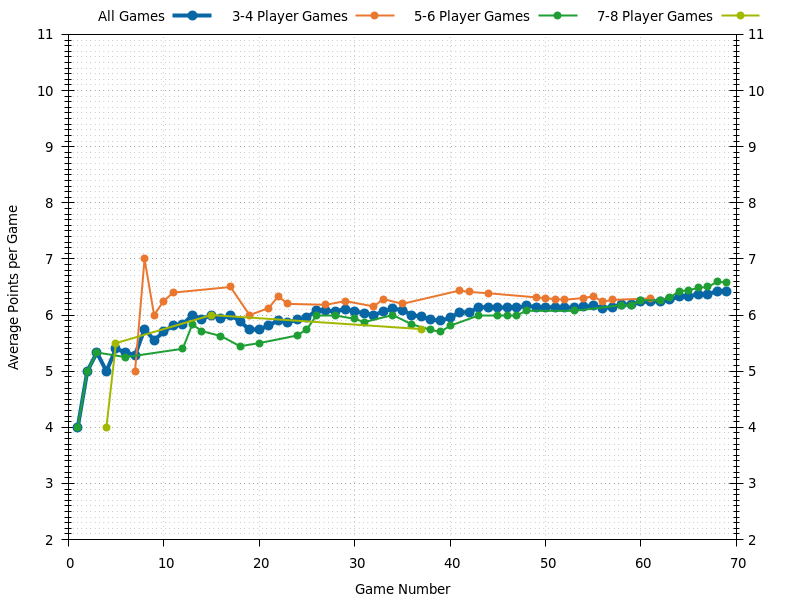 All Games 3-4 Player Games 5-6 Player Games 7-8 Player Games
11 11
10 10
9 9
8 8
7 7
6 6
5 5
4 4
3 3
2 2
0 10 20 30 40 50 60 70
Average Points per Game
Game Number